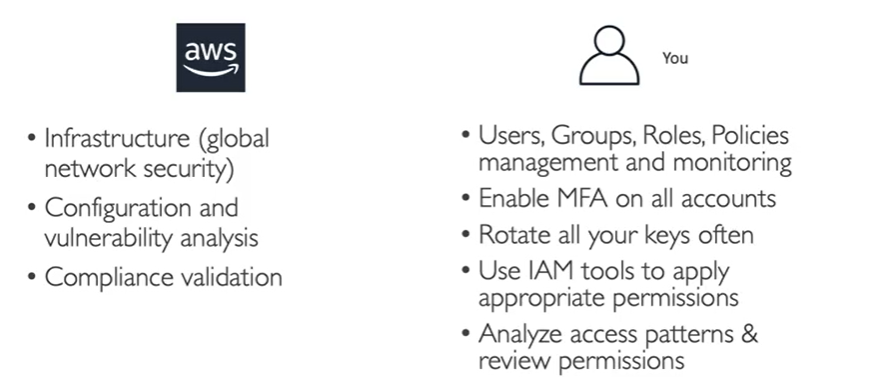 aws
You
• Infrastructure (global
network security)
• Configuration and
vulnerability analysis
• Compliance validation
• Users, Groups, Roles, Policies
management and monitoring
• Enable MFA on all accounts
• Rotate all your keys often
• Use IAM tools to apply
appropriate permissions
• Analyze access patterns &
review permissions